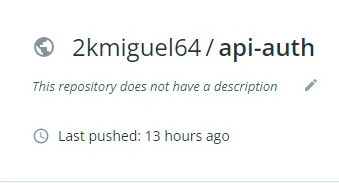 2kmiguel64 / api-auth
This repository does not have a description
Last pushed: 13 hours ago